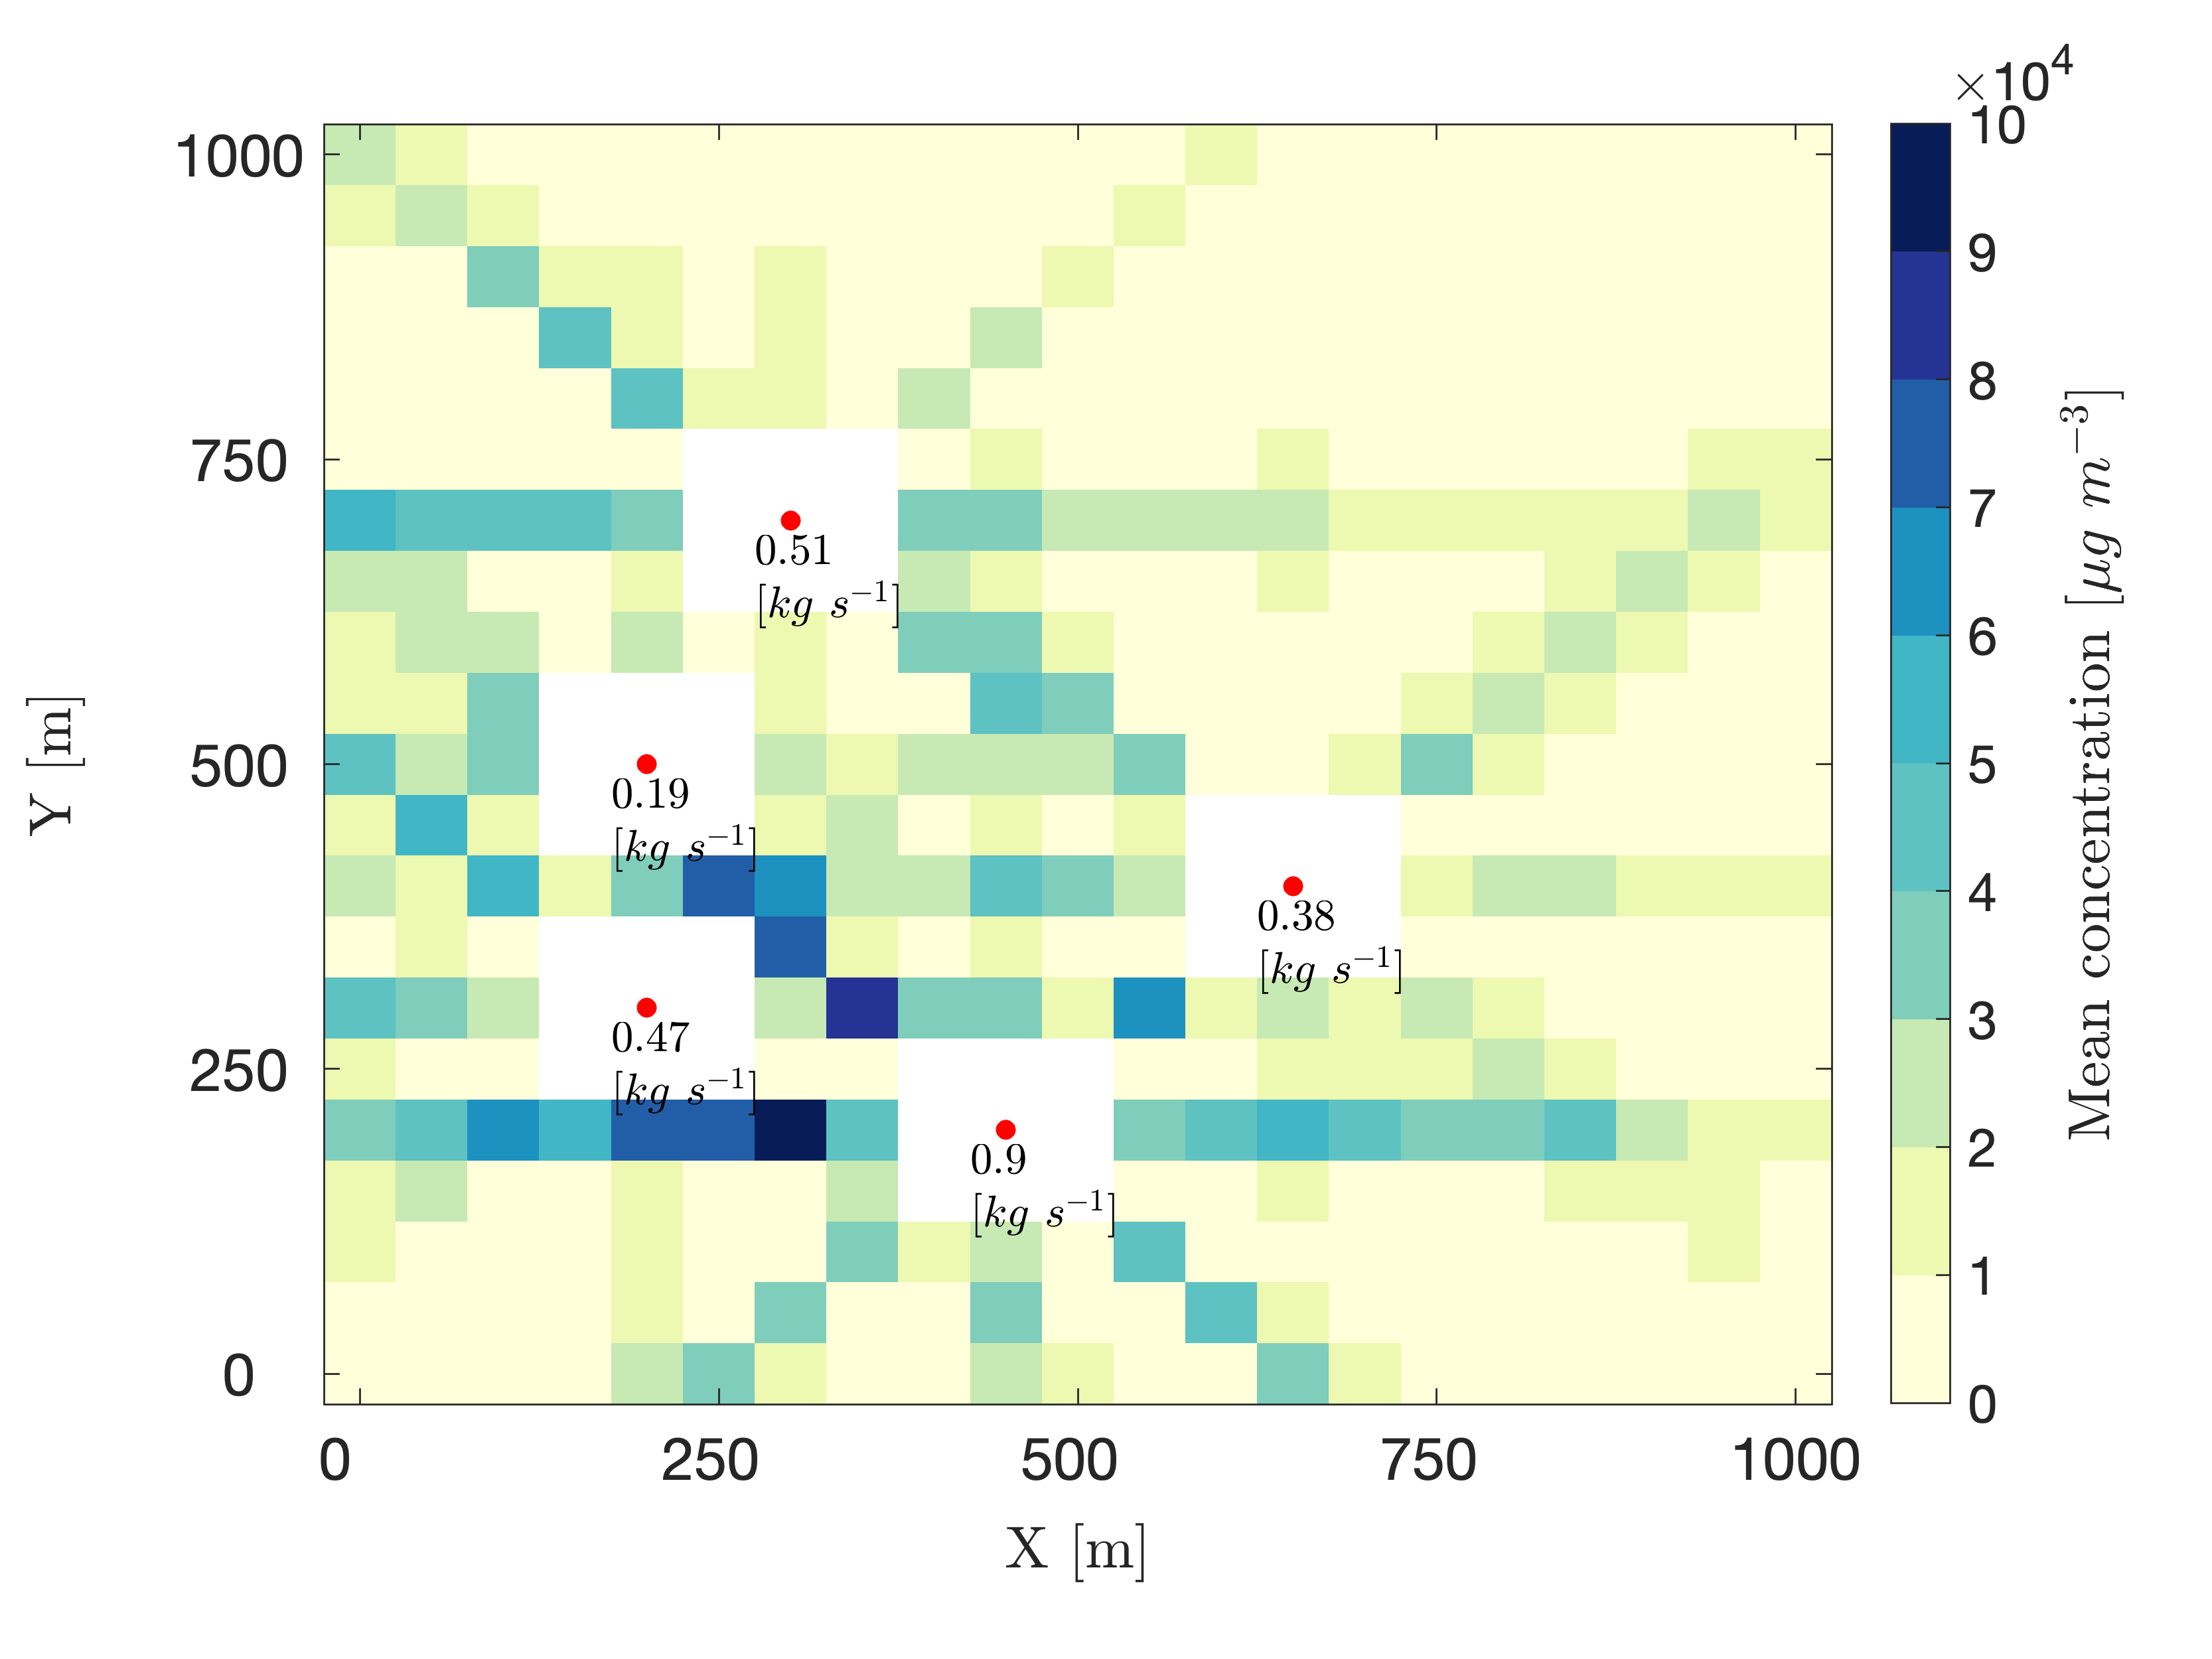 ×10⁴
10
9
8
7
6
5
4
3
2
1
0
Mean concentration [μg m⁻³]
1000
750
500
250
0
Y [m]
0.51
[kg s⁻¹]
0.19
[kg s⁻¹]
0.38
[kg s⁻¹]
0.47
[kg s⁻¹]
0.9
[kg s⁻¹]
0 250 500 750 1000
X [m]